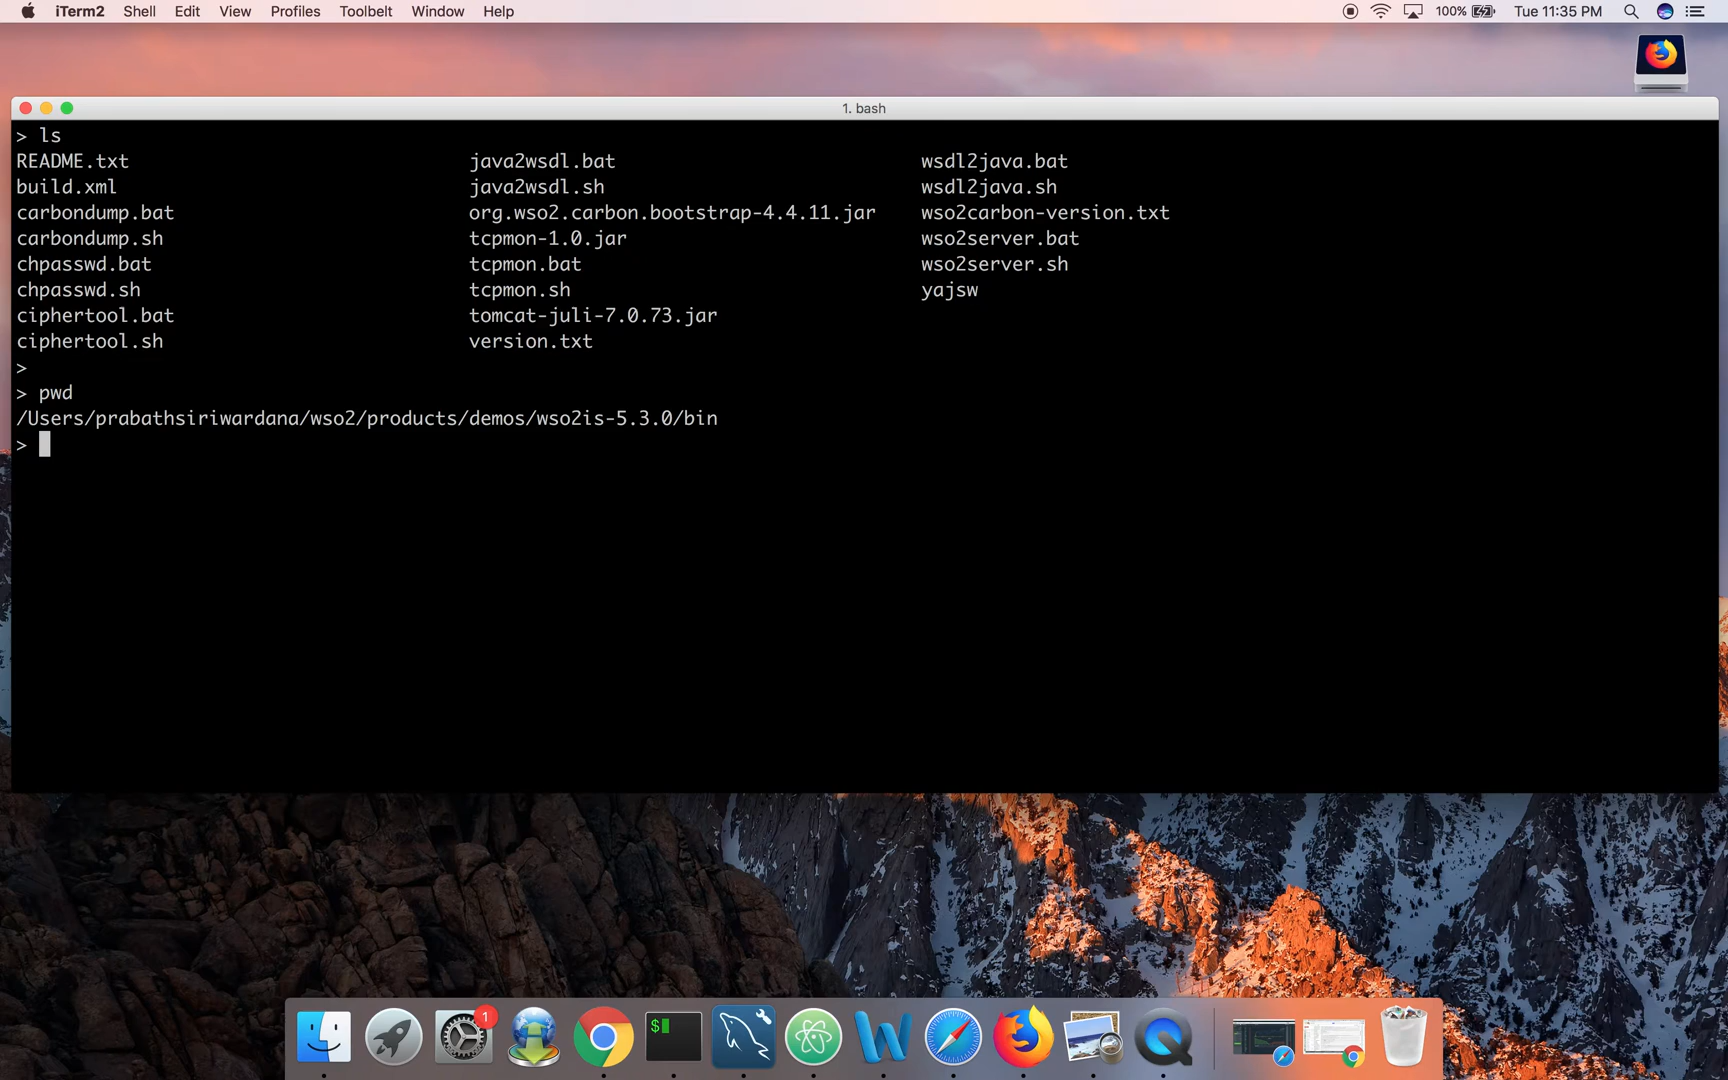 iTerm2 Shell Edit View Profiles Toolbelt Window Help 100% Tue 11:35 PM
1. bash
> ls
README.txt java2wsdl.bat wsdl2java.bat
build.xml java2wsdl.sh wsdl2java.sh
carbondump.bat org.wso2.carbon.bootstrap-4.4.11.jar wso2carbon-version.txt
carbondump.sh tcpmon-1.0.jar wso2server.bat
chpasswd.bat tcpmon.bat wso2server.sh
chpasswd.sh tcpmon.sh yajsw
ciphertool.bat tomcat-juli-7.0.73.jar
ciphertool.sh version.txt
>
> pwd
/Users/prabathsiriwardana/wso2/products/demos/wso2is-5.3.0/bin
>
1
$